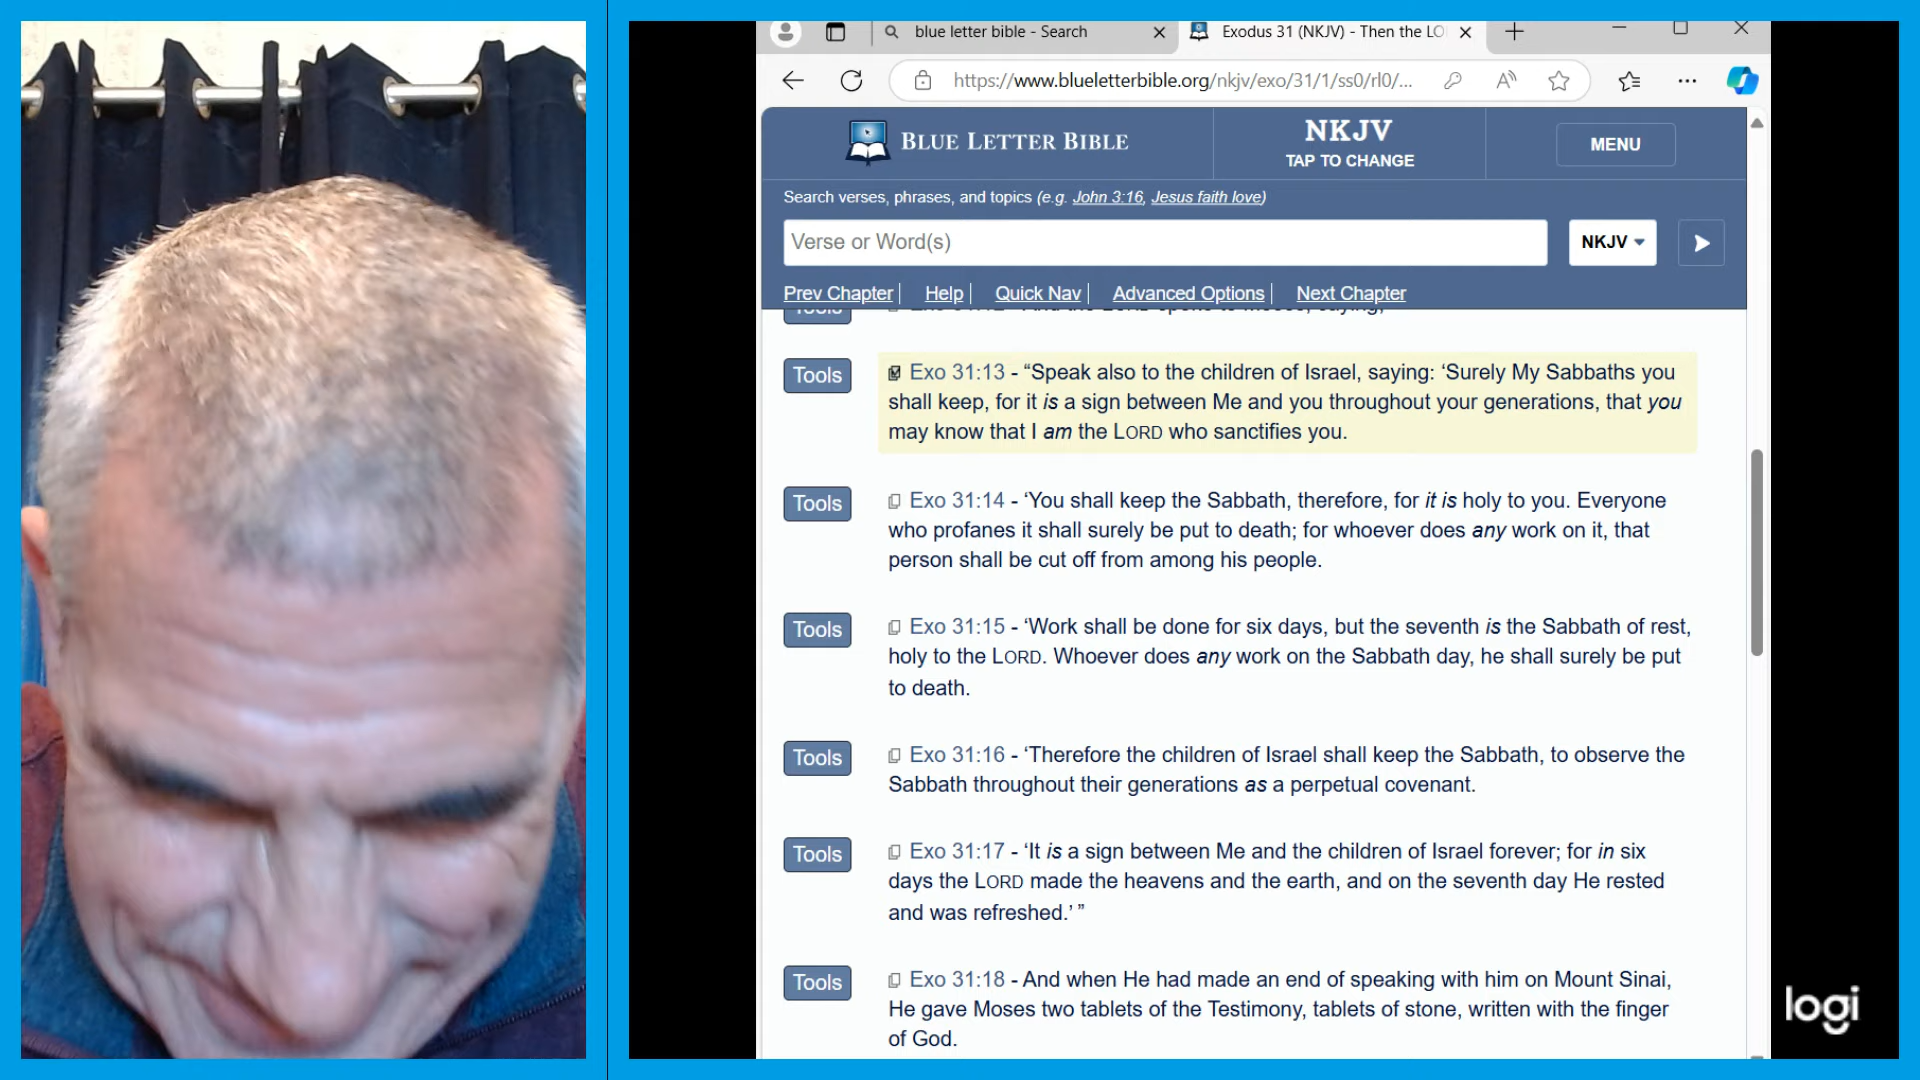 blue letter bible - Search
Exodus 31 (NKJV) - Then the LO
https://www.blueletterbible.org/nkjv/exo/31/1/ss0/rl0/...
BLUE LETTER BIBLE
NKJV
TAP TO CHANGE
MENU
Search verses, phrases, and topics (e.g. John 3:16, Jesus faith love)
Verse or Word(s)
NKJV
Prev Chapter | Help | Quick Nav | Advanced Options | Next Chapter
Tools
Tools
Exo 31:13 - “Speak also to the children of Israel, saying: ‘Surely My Sabbaths you
shall keep, for it is a sign between Me and you throughout your generations, that you
may know that I am the LORD who sanctifies you.
Tools
Exo 31:14 - ‘You shall keep the Sabbath, therefore, for it is holy to you. Everyone
who profanes it shall surely be put to death; for whoever does any work on it, that
person shall be cut off from among his people.
Tools
Exo 31:15 - ‘Work shall be done for six days, but the seventh is the Sabbath of rest,
holy to the LORD. Whoever does any work on the Sabbath day, he shall surely be put
to death.
Tools
Exo 31:16 - ‘Therefore the children of Israel shall keep the Sabbath, to observe the
Sabbath throughout their generations as a perpetual covenant.
Tools
Exo 31:17 - ‘It is a sign between Me and the children of Israel forever; for in six
days the LORD made the heavens and the earth, and on the seventh day He rested
and was refreshed.’ ”
Tools
Exo 31:18 - And when He had made an end of speaking with him on Mount Sinai,
He gave Moses two tablets of the Testimony, tablets of stone, written with the finger
of God.
logi